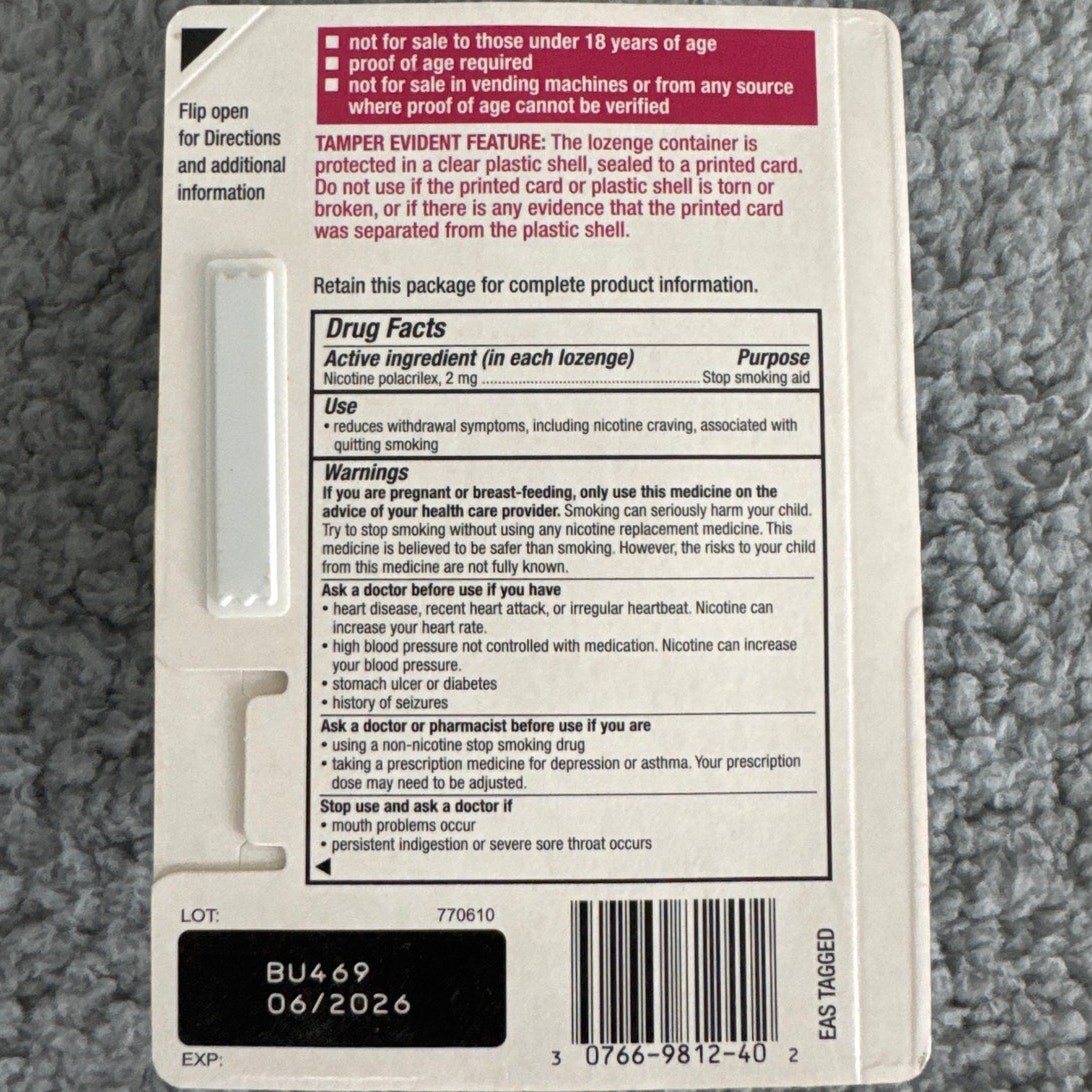 ■ not for sale to those under 18 years of age
■ proof of age required
■ not for sale in vending machines or from any source
where proof of age cannot be verified
Flip open
for Directions
and additional
information
TAMPER EVIDENT FEATURE: The lozenge container is
protected in a clear plastic shell, sealed to a printed card.
Do not use if the printed card or plastic shell is torn or
broken, or if there is any evidence that the printed card
was separated from the plastic shell.
Retain this package for complete product information.
Drug Facts
Active ingredient (in each lozenge) Purpose
Nicotine polacrilex, 2 mg ........................................ Stop smoking aid
Use
• reduces withdrawal symptoms, including nicotine craving, associated with
quitting smoking
Warnings
If you are pregnant or breast-feeding, only use this medicine on the
advice of your health care provider. Smoking can seriously harm your child.
Try to stop smoking without using any nicotine replacement medicine. This
medicine is believed to be safer than smoking. However, the risks to your child
from this medicine are not fully known.
Ask a doctor before use if you have
• heart disease, recent heart attack, or irregular heartbeat. Nicotine can
increase your heart rate.
• high blood pressure not controlled with medication. Nicotine can increase
your blood pressure.
• stomach ulcer or diabetes
• history of seizures
Ask a doctor or pharmacist before use if you are
• using a non-nicotine stop smoking drug
• taking a prescription medicine for depression or asthma. Your prescription
dose may need to be adjusted.
Stop use and ask a doctor if
• mouth problems occur
• persistent indigestion or severe sore throat occurs
LOT: 770610
BU469
06/2026
EXP:
3 0766-9812-40 2
EAS TAGGED